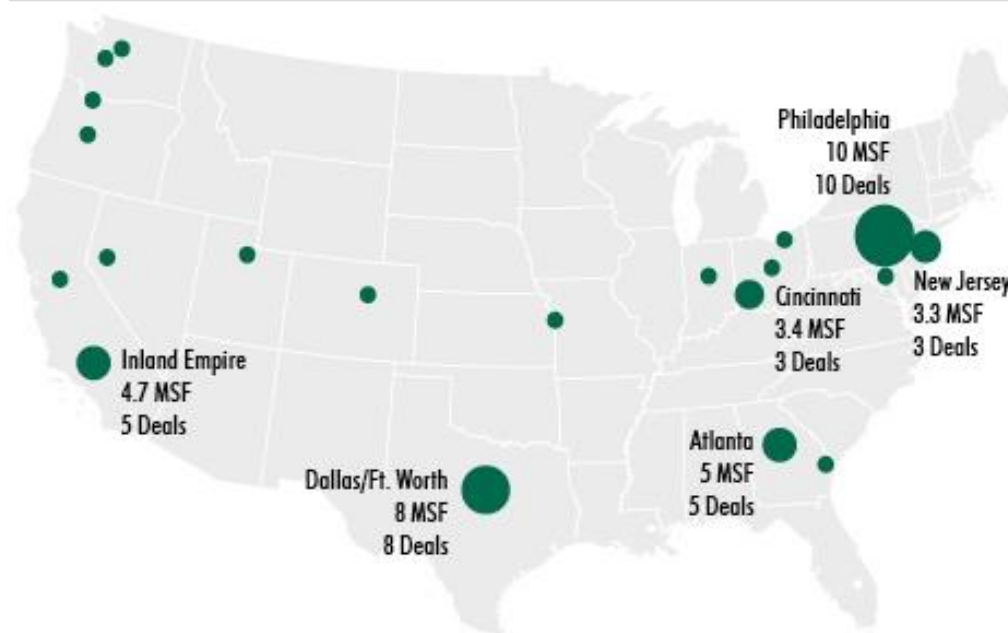 Philadelphia
10 MSF
10 Deals
New Jersey
3.3 MSF
3 Deals
Cincinnati
3.4 MSF
3 Deals
Inland Empire
4.7 MSF
5 Deals
Atlanta
5 MSF
5 Deals
Dallas/Ft. Worth
8 MSF
8 Deals